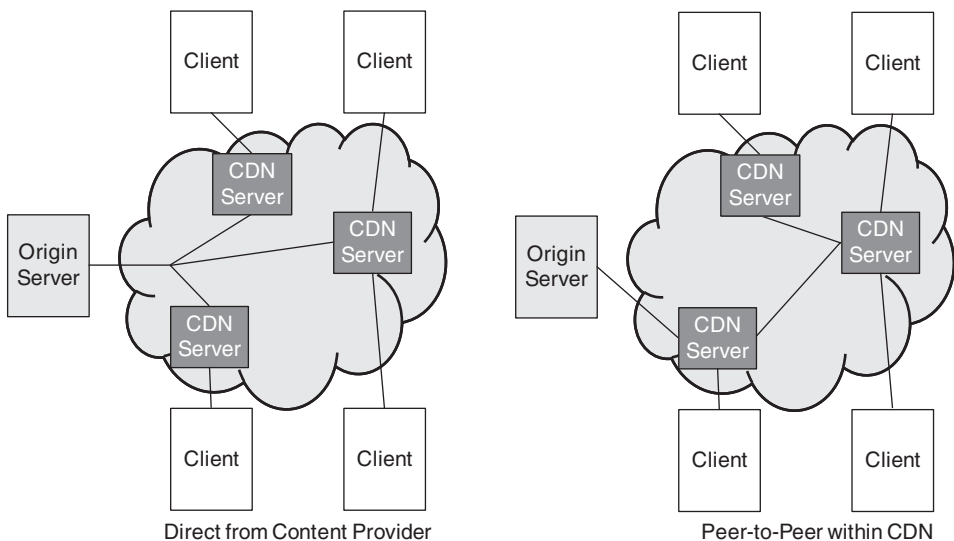 Client
Client
CDN
Server
CDN
Server
Origin
Server
CDN
Server
Client
Client
Direct from Content Provider
Client
Client
CDN
Server
CDN
Server
Origin
Server
CDN
Server
Client
Client
Peer-to-Peer within CDN